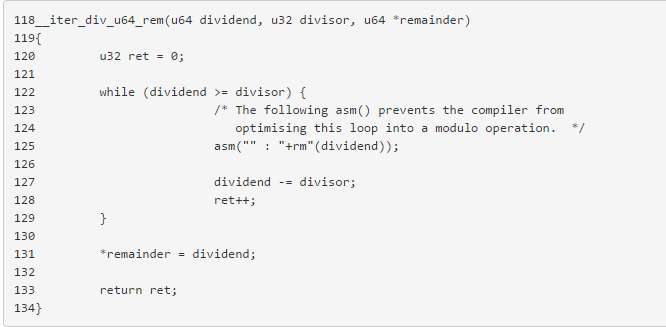 118__iter_div_u64_rem(u64 dividend, u32 divisor, u64 *remainder)
119{
120        u32 ret = 0;
121
122        while (dividend >= divisor) {
123                        /* The following asm() prevents the compiler from
124                           optimising this loop into a modulo operation.  */
125                        asm("" : "+rm"(dividend));
126
127                        dividend -= divisor;
128                        ret++;
129        }
130
131        *remainder = dividend;
132
133        return ret;
134}